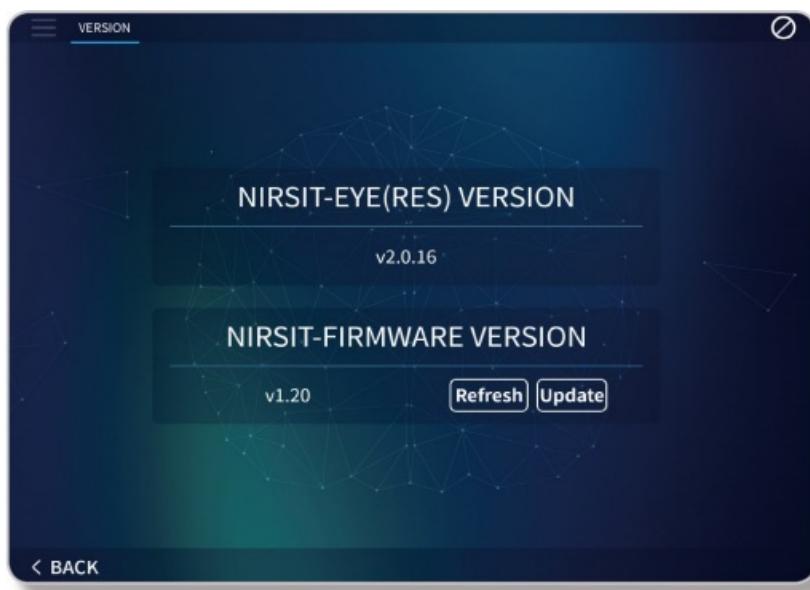 VERSION
NIRSIT-EYE(RES) VERSION
v2.0.16
NIRSIT-FIRMWARE VERSION
v1.20 Refresh Update
< BACK